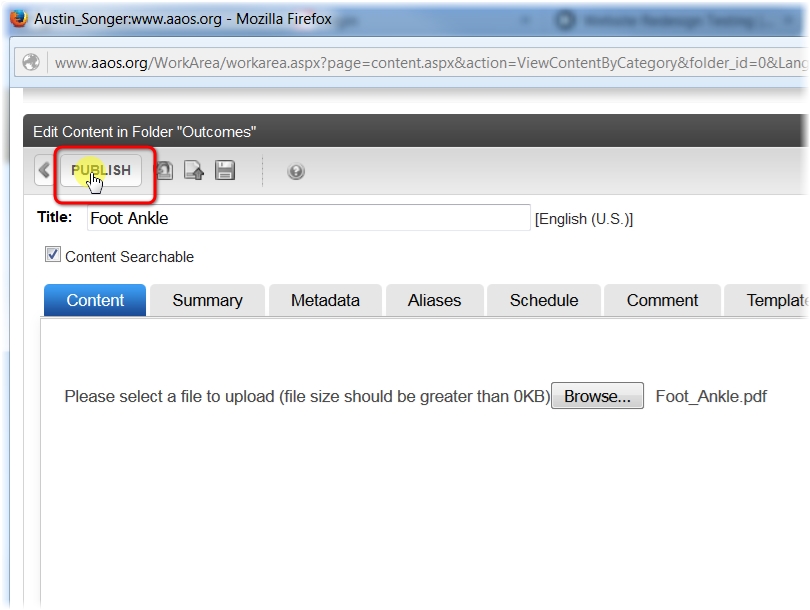 Austin_Songer:www.aaos.org - Mozilla Firefox
Website Redesign Testing
www.aaos.org/WorkArea/workarea.aspx?page=content.aspx&action=ViewContentByCategory&folder_id=0&Lang
Edit Content in Folder "Outcomes"
PUBLISH
Title: Foot Ankle [English (U.S.)]
Content Searchable
Content Summary Metadata Aliases Schedule Comment Template
Please select a file to upload (file size should be greater than 0KB) Browse... Foot_Ankle.pdf